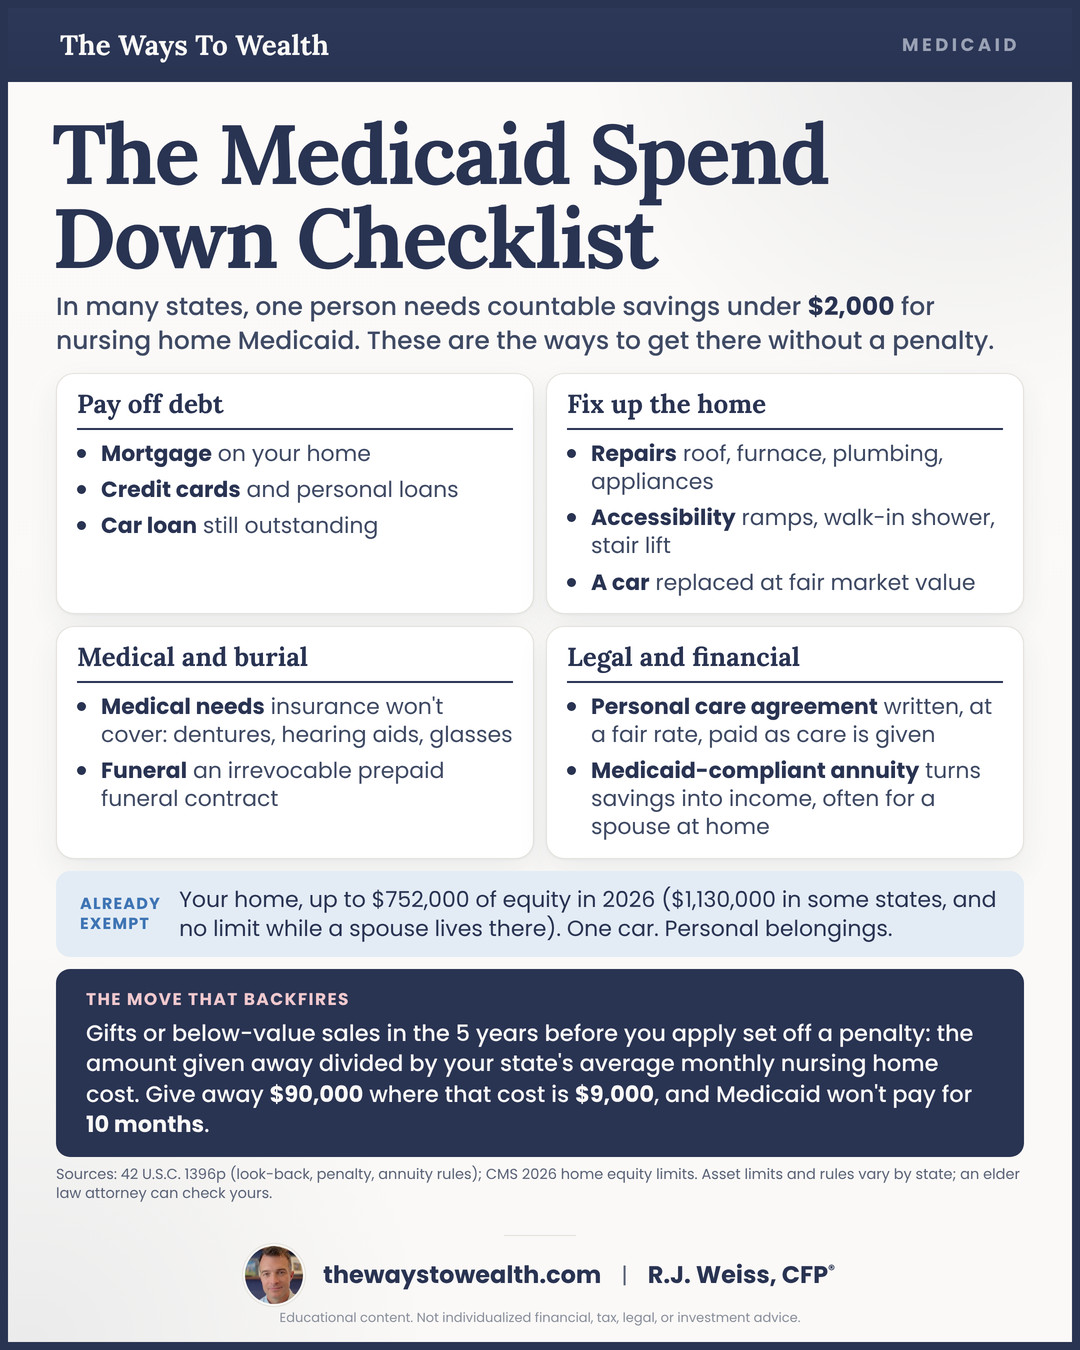 The Ways To Wealth
MEDICAID
The Medicaid Spend
Down Checklist
In many states, one person needs countable savings under $2,000 for
nursing home Medicaid. These are the ways to get there without a penalty.
Pay off debt
• Mortgage on your home
• Credit cards and personal loans
• Car loan still outstanding
Fix up the home
• Repairs roof, furnace, plumbing,
appliances
• Accessibility ramps, walk-in shower,
stair lift
• A car replaced at fair market value
Medical and burial
• Medical needs insurance won't
cover: dentures, hearing aids, glasses
• Funeral an irrevocable prepaid
funeral contract
Legal and financial
• Personal care agreement written, at
a fair rate, paid as care is given
• Medicaid-compliant annuity turns
savings into income, often for a
spouse at home
ALREADY
EXEMPT
Your home, up to $752,000 of equity in 2026 ($1,130,000 in some states, and
no limit while a spouse lives there). One car. Personal belongings.
THE MOVE THAT BACKFIRES
Gifts or below-value sales in the 5 years before you apply set off a penalty: the
amount given away divided by your state's average monthly nursing home
cost. Give away $90,000 where that cost is $9,000, and Medicaid won't pay for
10 months.
Sources: 42 U.S.C. 1396p (look-back, penalty, annuity rules); CMS 2026 home equity limits. Asset limits and rules vary by state; an elder
law attorney can check yours.
thewaystowealth.com | R.J. Weiss, CFP®
Educational content. Not individualized financial, tax, legal, or investment advice.